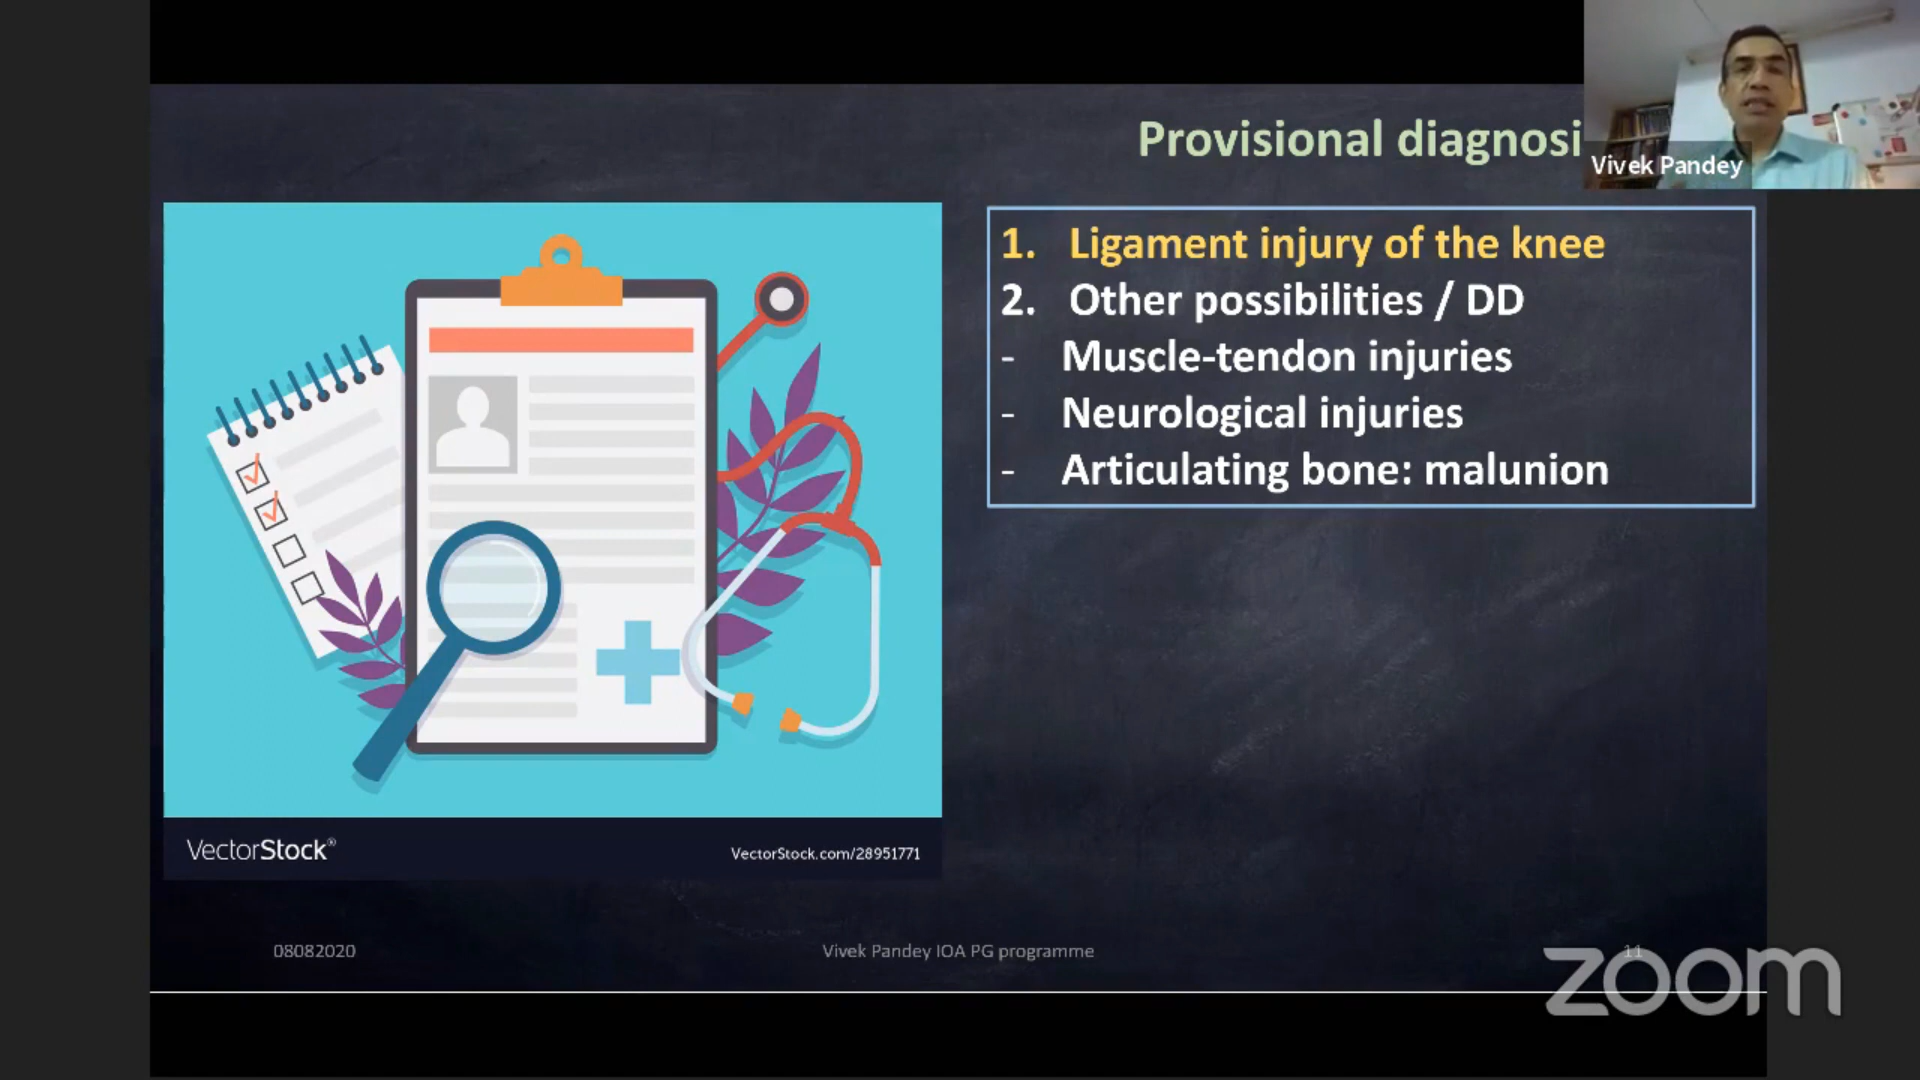 Provisional diagnosi
Vivek Pandey
1. Ligament injury of the knee
2. Other possibilities / DD
- Muscle-tendon injuries
- Neurological injuries
- Articulating bone: malunion
VectorStock®
VectorStock.com/28951771
08082020
Vivek Pandey IOA PG programme
11
zoom